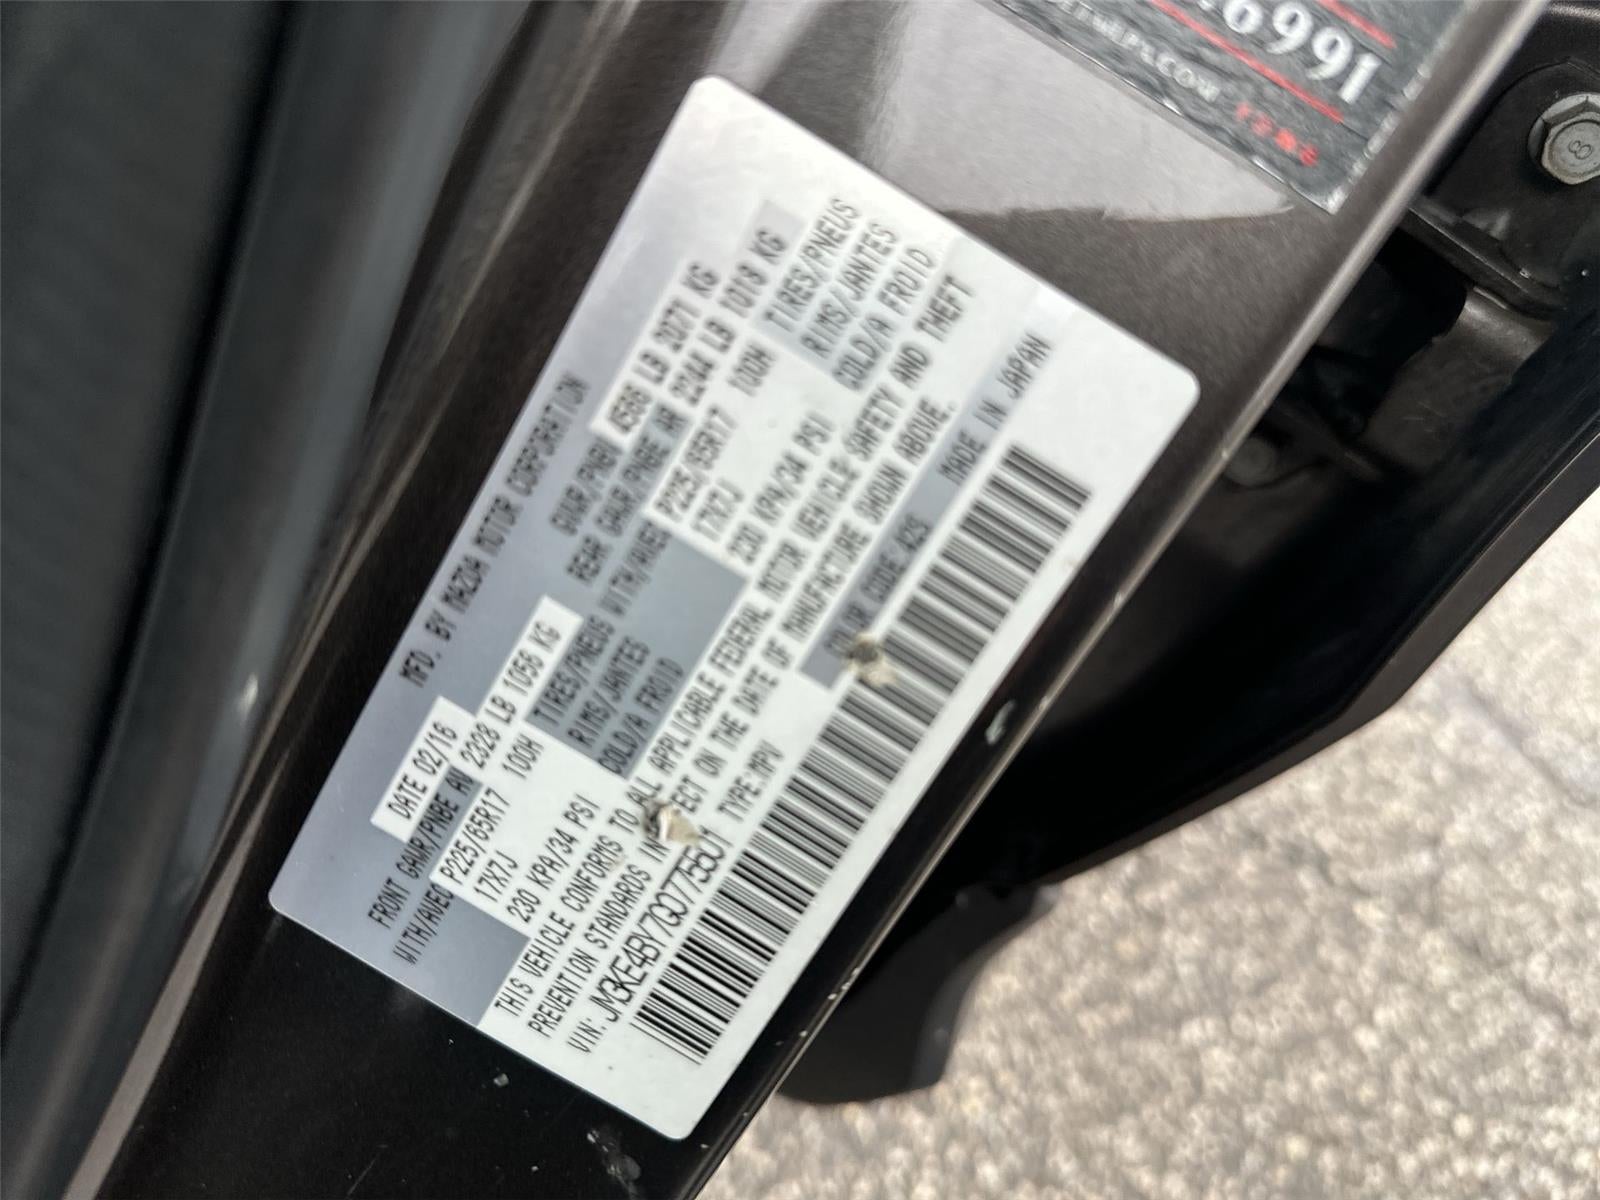 MFD. BY MAZDA MOTOR CORPORATION
DATE 02/16 GVWR/PNBV 4566 LB 2071 KG
FRONT GAWR/PNBE AV 2328 LB 1056 KG REAR GAWR/PNBE AR 2244 LB 1018 KG
WITH/AVEC P225/65R17 100H TIRES/PNEUS WITH/AVEC P225/65R17 100H TIRES/PNEUS
17X7J RIMS/JANTES 17X7J RIMS/JANTES
230 KPA/34 PSI COLD/A FROID 230 KPA/34 PSI COLD/A FROID
THIS VEHICLE CONFORMS TO ALL APPLICABLE FEDERAL MOTOR VEHICLE SAFETY AND THEFT
PREVENTION STANDARDS IN EFFECT ON THE DATE OF MANUFACTURE SHOWN ABOVE.
VIN: JM3KE4BY7G0775501 TYPE:MPV COLOR CODE:42S MADE IN JAPAN
6991
.COM
8